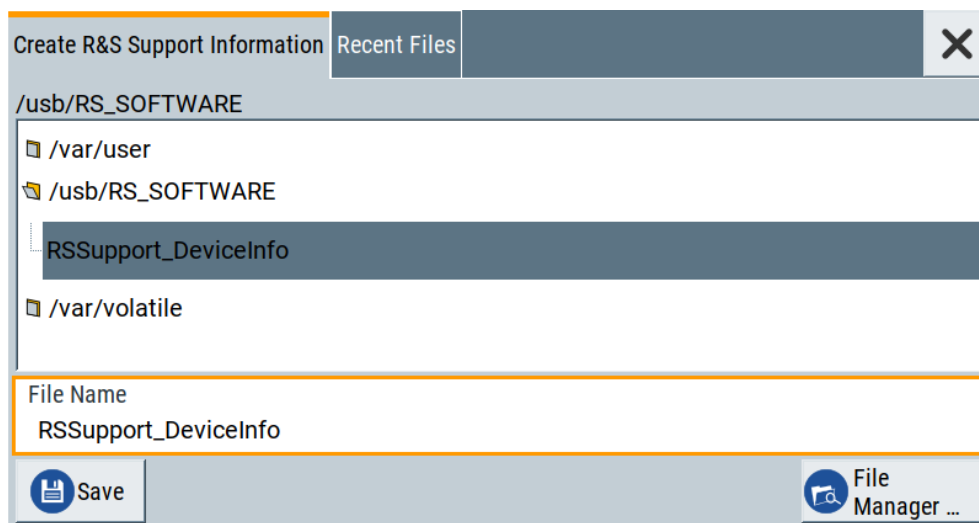 Create R&S Support Information Recent Files
/usb/RS_SOFTWARE
/var/user
/usb/RS_SOFTWARE
RSSupport_DeviceInfo
/var/volatile
File Name
RSSupport_DeviceInfo
Save
File
Manager ...